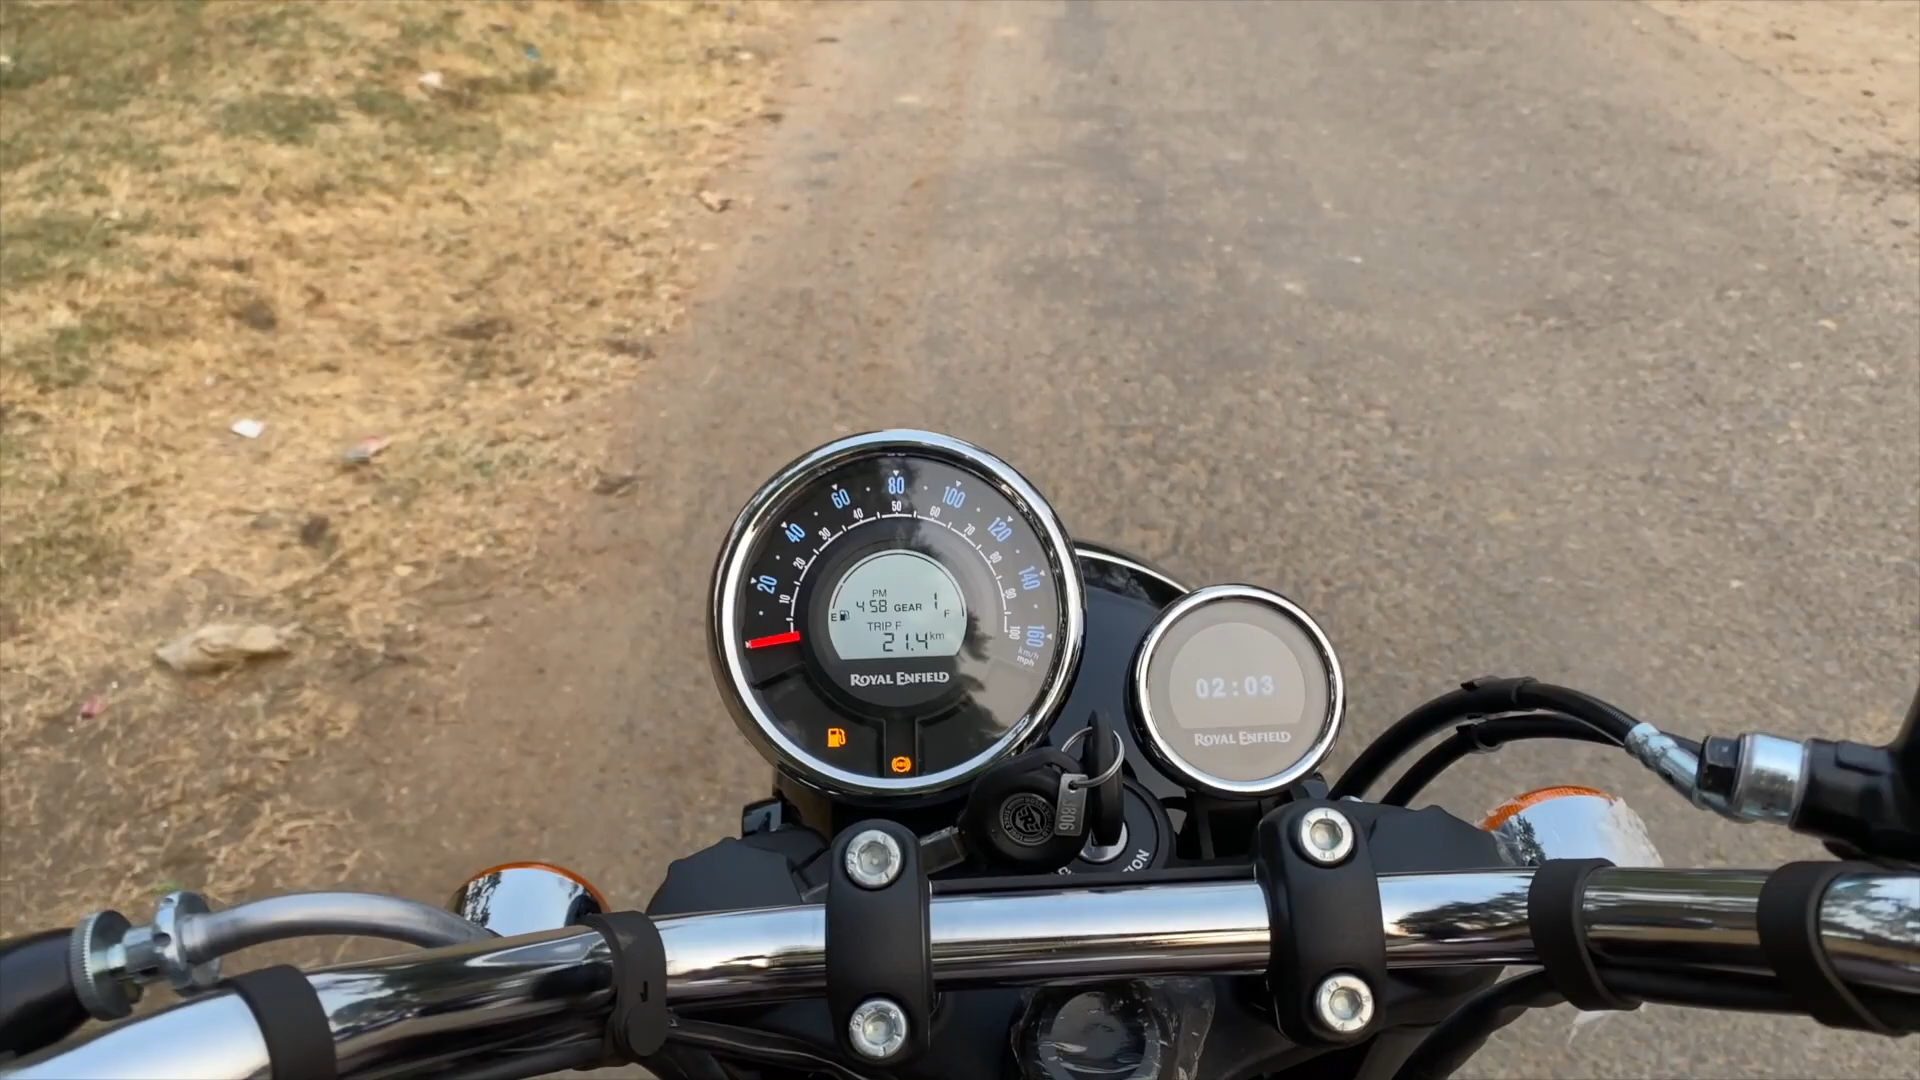 20 40 60 80 100 120 140 160
10 20 30 40 50 60 70 80 90 100
km/h
mph
PM
4 58 GEAR 1
E F
TRIP F
21.4 km
ROYAL ENFIELD
ABS
02:03
ROYAL ENFIELD